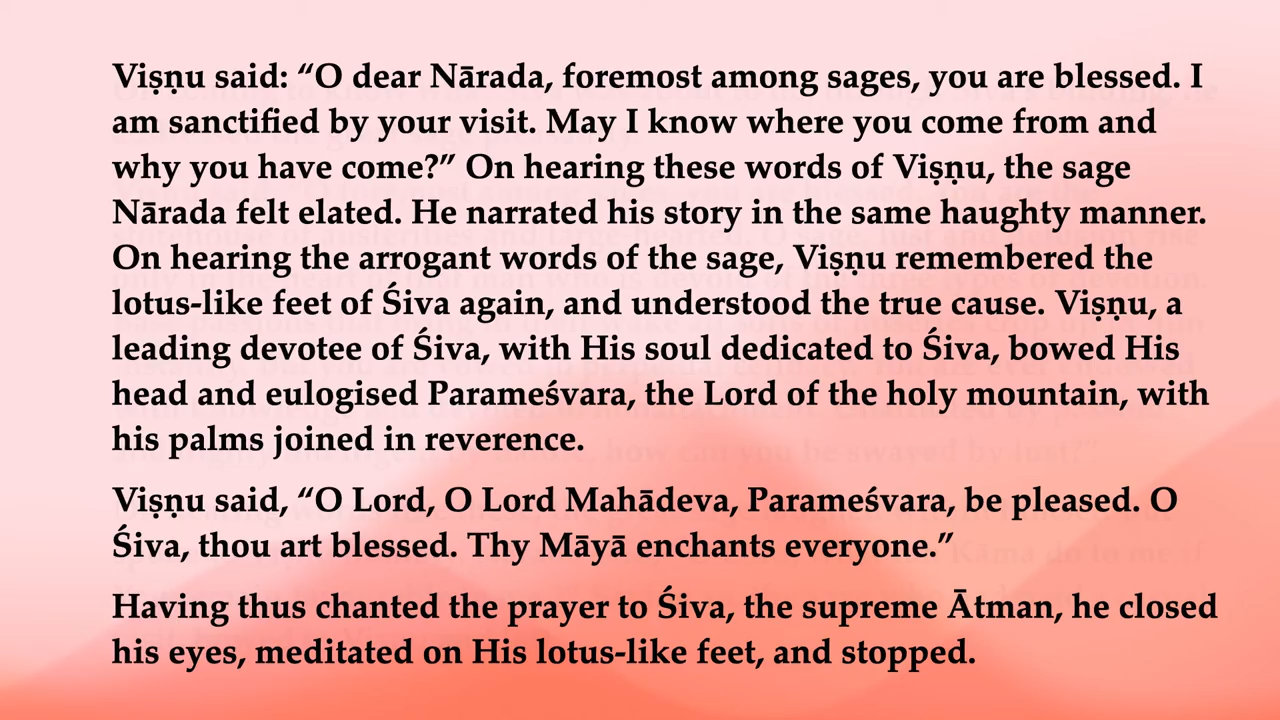 Viṣṇu said: “O dear Nārada, foremost among sages, you are blessed. I
am sanctified by your visit. May I know where you come from and
why you have come?” On hearing these words of Viṣṇu, the sage
Nārada felt elated. He narrated his story in the same haughty manner.
On hearing the arrogant words of the sage, Viṣṇu remembered the
lotus-like feet of Śiva again, and understood the true cause. Viṣṇu, a
leading devotee of Śiva, with His soul dedicated to Śiva, bowed His
head and eulogised Parameśvara, the Lord of the holy mountain, with
his palms joined in reverence.
Viṣṇu said, “O Lord, O Lord Mahādeva, Parameśvara, be pleased. O
Śiva, thou art blessed. Thy Māyā enchants everyone.”
Having thus chanted the prayer to Śiva, the supreme Ātman, he closed
his eyes, meditated on His lotus-like feet, and stopped.